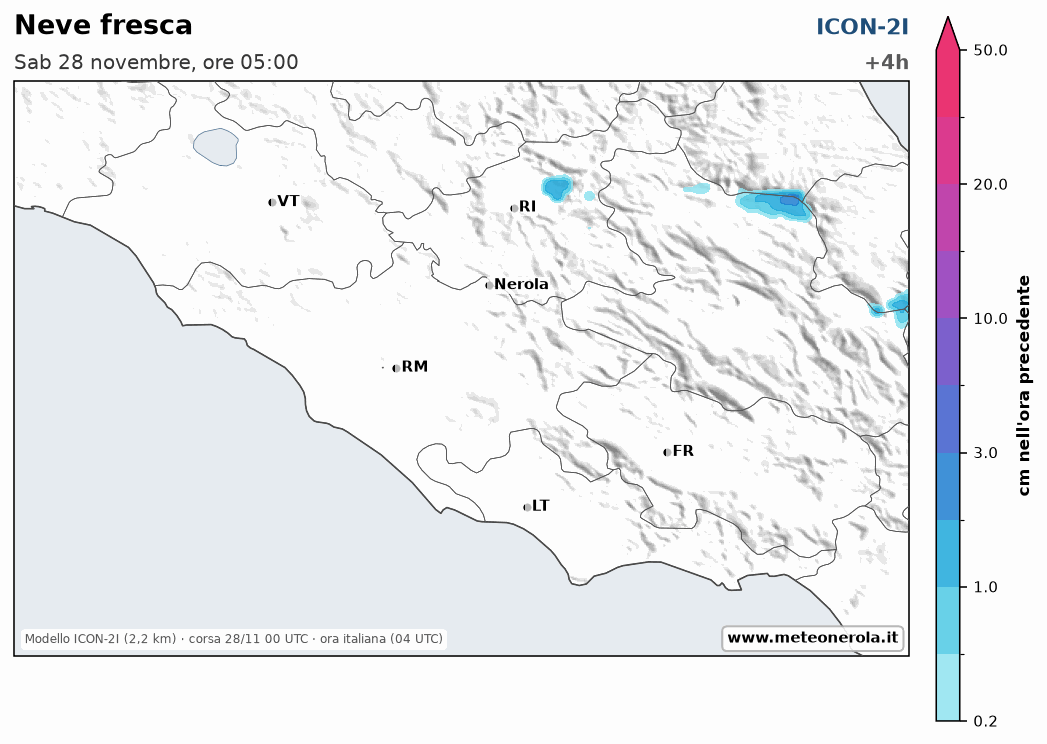 Neve fresca
ICON-2I
Sab 28 novembre, ore 05:00
+4h
50.0
20.0
10.0
3.0
1.0
0.2
cm nell'ora precedente
VT
RI
Nerola
RM
FR
LT
Modello ICON-2I (2,2 km) · corsa 28/11 00 UTC · ora italiana (04 UTC)
www.meteonerola.it